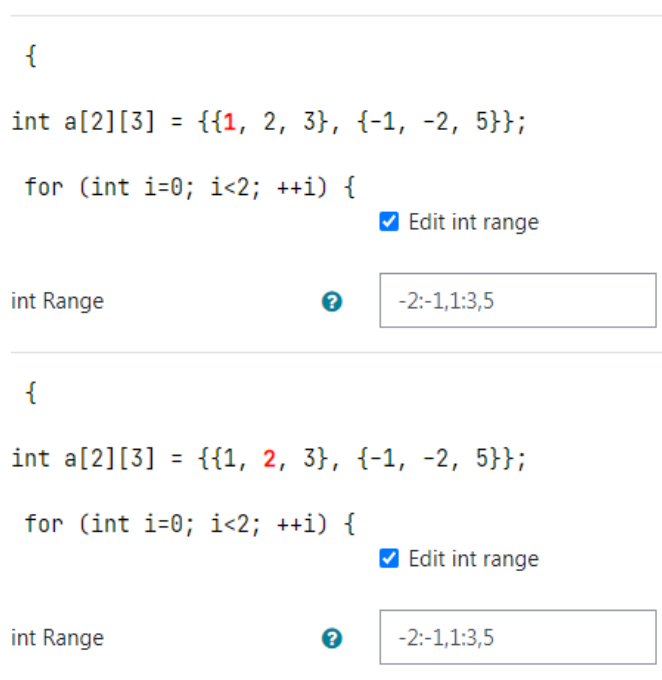 {
int a[2][3] = {{1, 2, 3}, {-1, -2, 5}};
for (int i=0; i<2; ++i) {
Edit int range
int Range ? -2:-1,1:3,5
{
int a[2][3] = {{1, 2, 3}, {-1, -2, 5}};
for (int i=0; i<2; ++i) {
Edit int range
int Range ? -2:-1,1:3,5